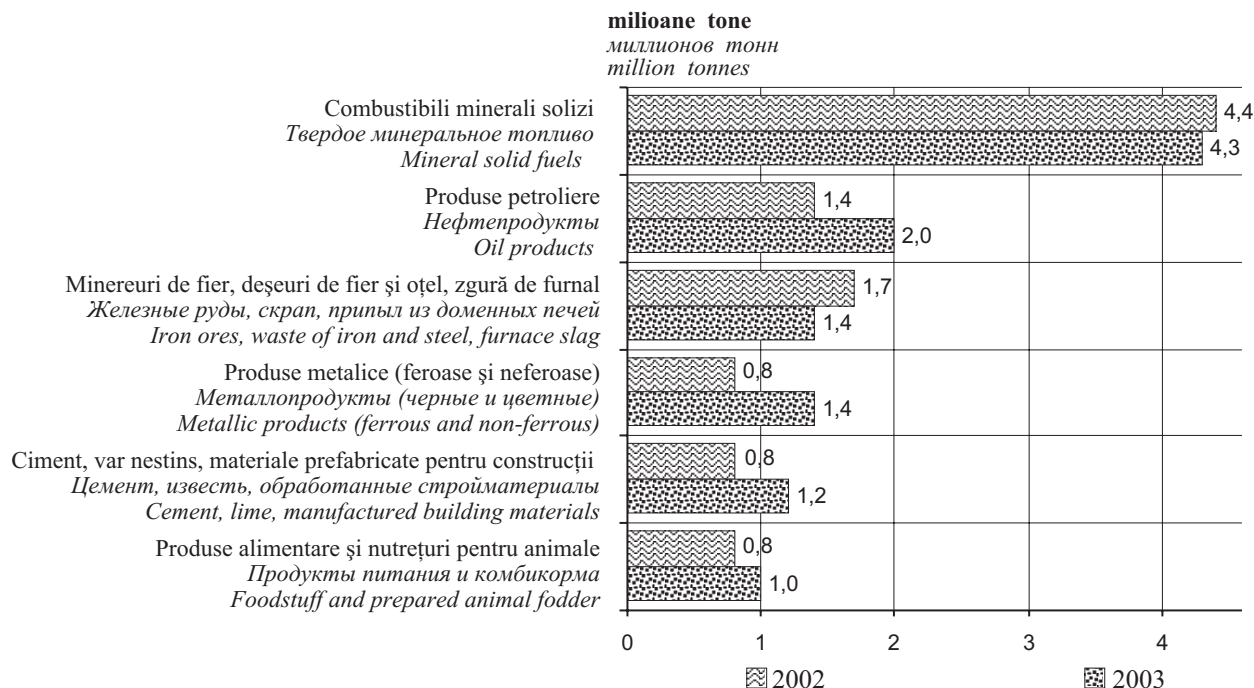 milioane tone
миллионов тонн
million tonnes
Combustibili minerali solizi
Твердое минеральное топливо
Mineral solid fuels
4,4
4,3
Produse petroliere
Нефтепродукты
Oil products
1,4
2,0
Minereuri de fier, deşeuri de fier şi oţel, zgură de furnal
Железные руды, скрап, припыл из доменных печей
Iron ores, waste of iron and steel, furnace slag
1,7
1,4
Produse metalice (feroase şi neferoase)
Металлопродукты (черные и цветные)
Metallic products (ferrous and non-ferrous)
0,8
1,4
Ciment, var nestins, materiale prefabricate pentru construcţii
Цемент, известь, обработанные стройматериалы
Cement, lime, manufactured building materials
0,8
1,2
Produse alimentare şi nutreţuri pentru animale
Продукты питания и комбикорма
Foodstuff and prepared animal fodder
0,8
1,0
0 1 2 3 4
2002 2003